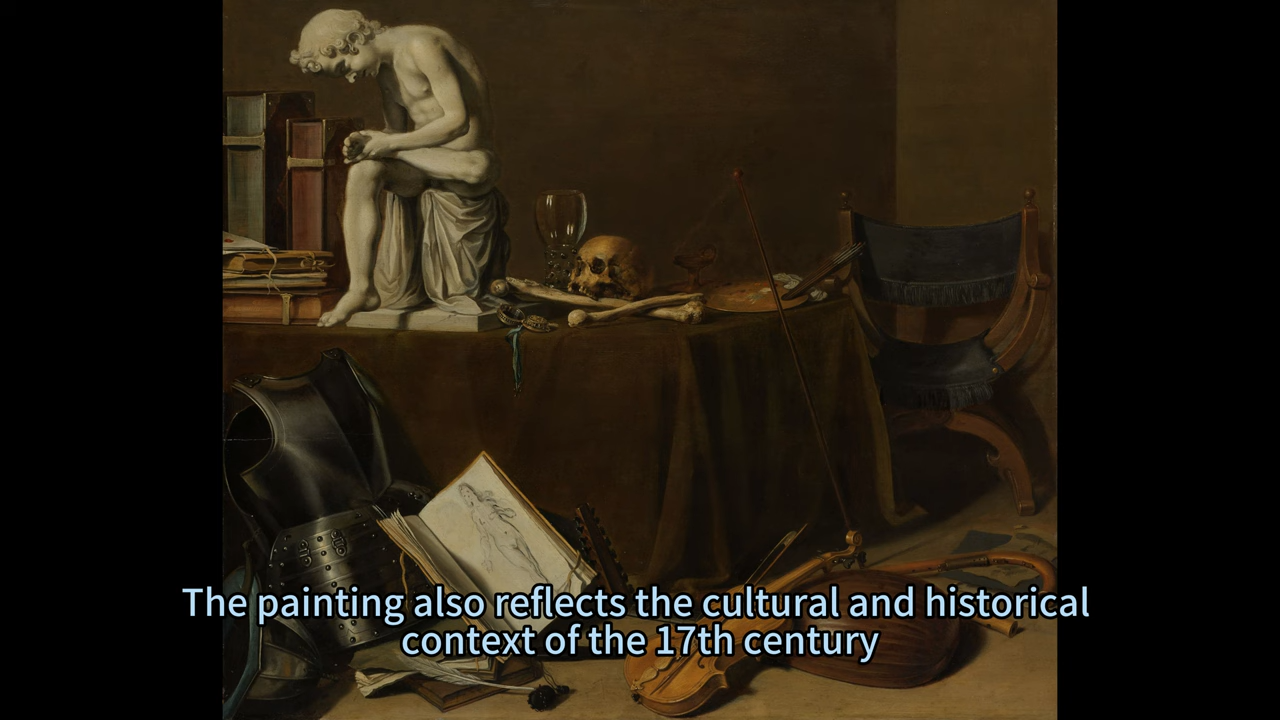 The painting also reflects the cultural and historical
context of the 17th century